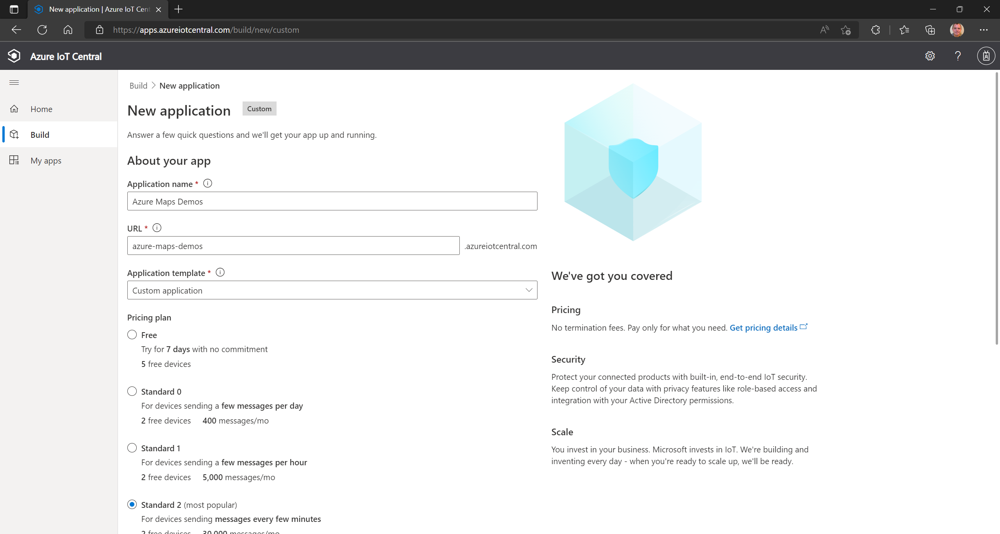 New application | Azure IoT Cent
https://apps.azureiotcentral.com/build/new/custom
Azure IoT Central
Home
Build
My apps
Build > New application
New application Custom
Answer a few quick questions and we'll get your app up and running.
About your app
Application name *
Azure Maps Demos
URL *
azure-maps-demos .azureiotcentral.com
Application template *
Custom application
Pricing plan
Free
Try for 7 days with no commitment
5 free devices
Standard 0
For devices sending a few messages per day
2 free devices 400 messages/mo
Standard 1
For devices sending a few messages per hour
2 free devices 5,000 messages/mo
Standard 2 (most popular)
For devices sending messages every few minutes
2 free devices 30,000 messages/mo
We've got you covered
Pricing
No termination fees. Pay only for what you need. Get pricing details
Security
Protect your connected products with built-in, end-to-end IoT security.
Keep control of your data with privacy features like role-based access and
integration with your Active Directory permissions.
Scale
You invest in your business. Microsoft invests in IoT. We're building and
inventing every day - when you're ready to scale up, we'll be ready.